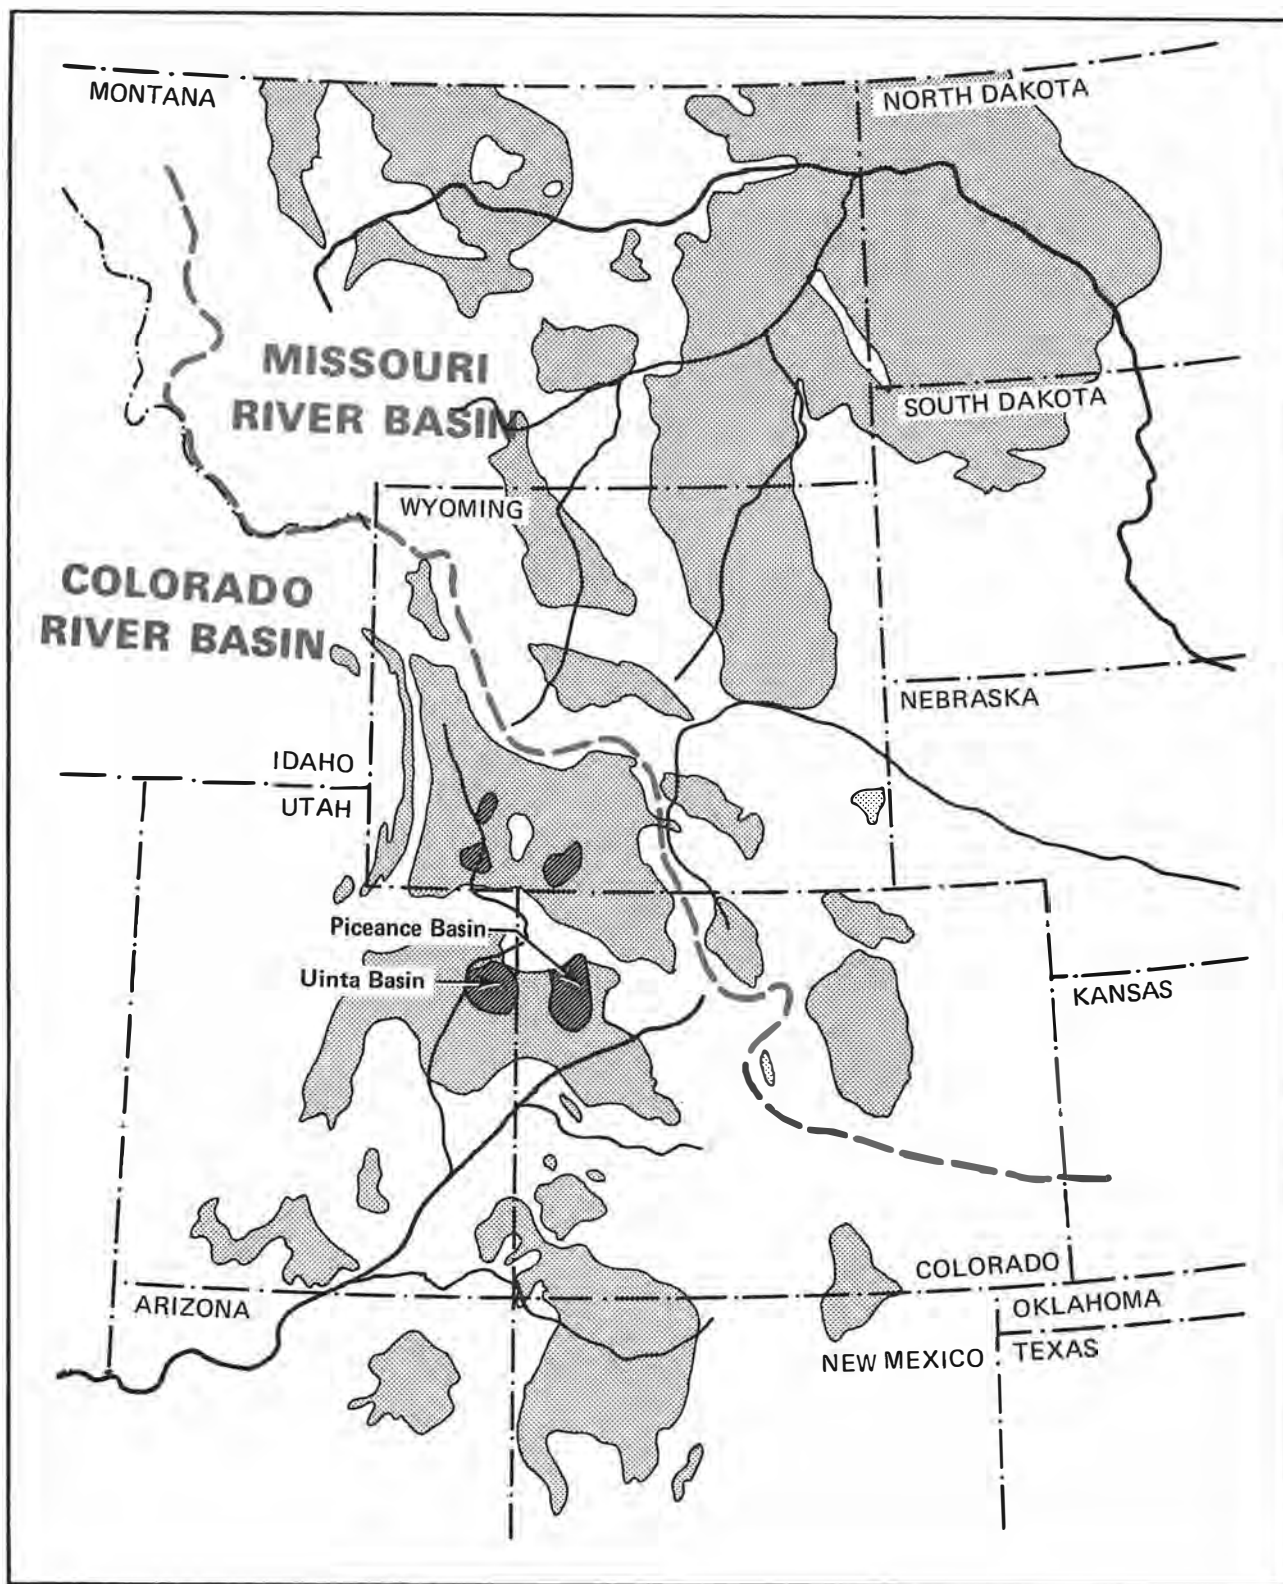 MONTANA
NORTH DAKOTA
MISSOURI
RIVER BASIN
SOUTH DAKOTA
WYOMING
COLORADO
RIVER BASIN
NEBRASKA
IDAHO
UTAH
Piceance Basin
Uinta Basin
KANSAS
COLORADO
ARIZONA
OKLAHOMA
NEW MEXICO
TEXAS